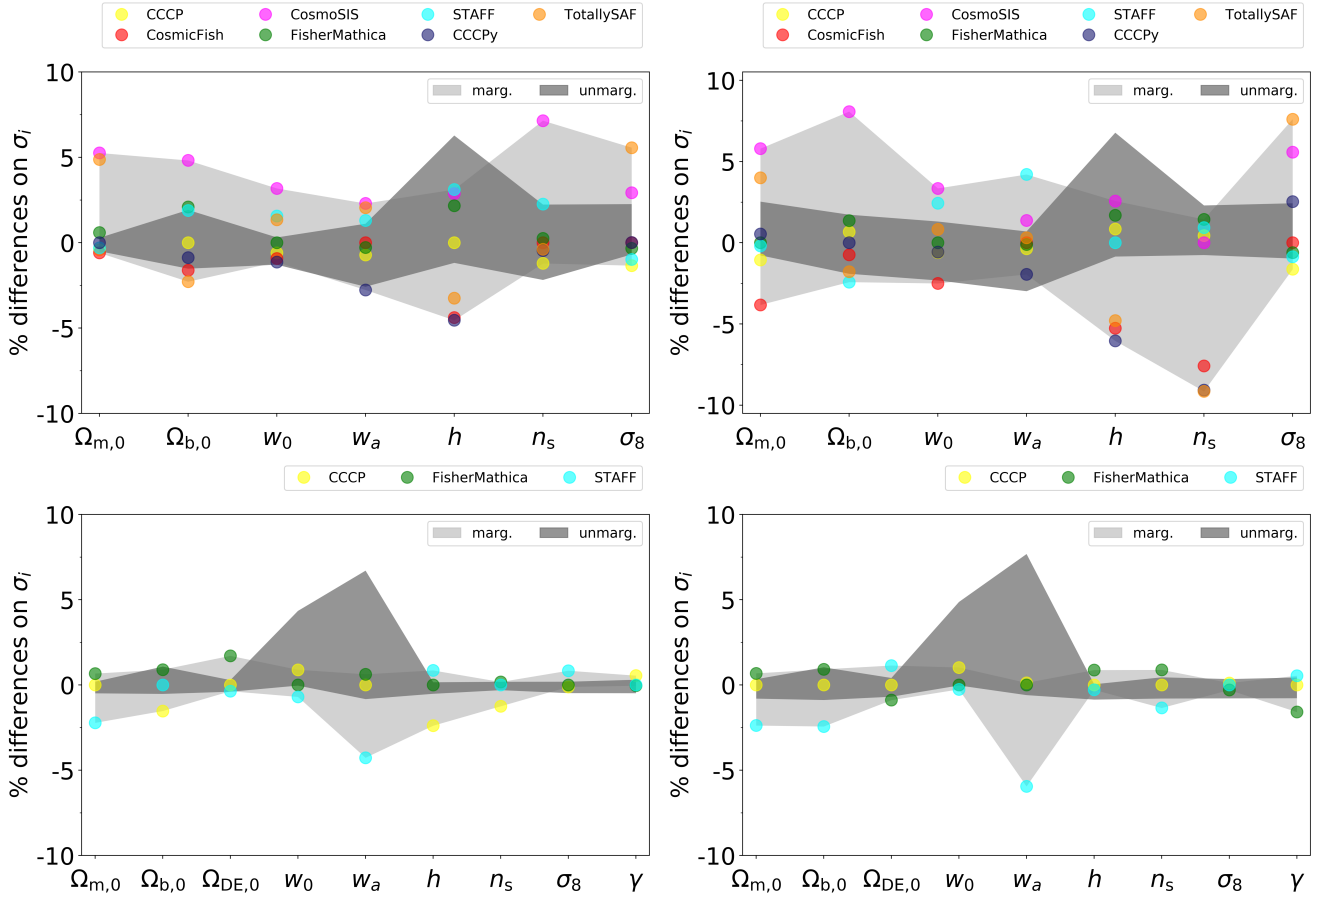 CCCP CosmoSIS STAFF TotallySAF
CosmicFish FisherMathica CCCPy
marg. unmarg.
% differences on σi
10
5
0
-5
-10
Ωm,0 Ωb,0 w0 wa h ns σ8
CCCP CosmoSIS STAFF TotallySAF
CosmicFish FisherMathica CCCPy
marg. unmarg.
% differences on σi
10
5
0
-5
-10
Ωm,0 Ωb,0 w0 wa h ns σ8
CCCP FisherMathica STAFF
marg. unmarg.
% differences on σi
10
5
0
-5
-10
Ωm,0 Ωb,0 ΩDE,0 w0 wa h ns σ8 γ
CCCP FisherMathica STAFF
marg. unmarg.
% differences on σi
10
5
0
-5
-10
Ωm,0 Ωb,0 ΩDE,0 w0 wa h ns σ8 γ